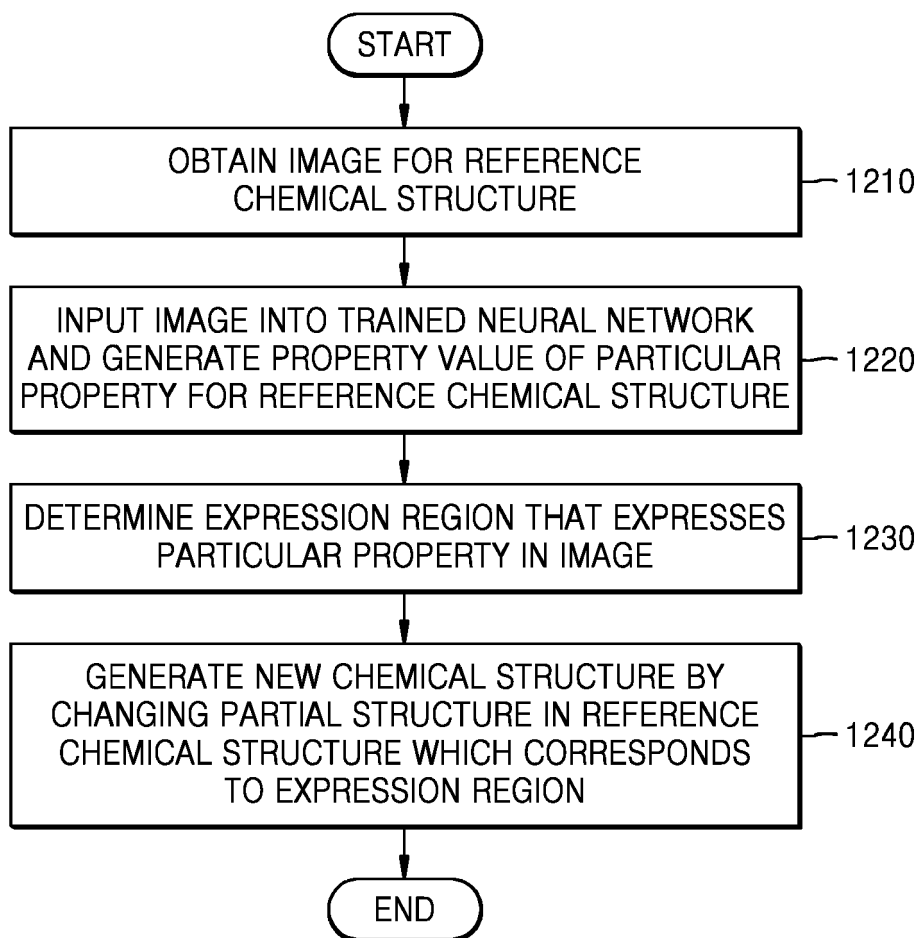 START
OBTAIN IMAGE FOR REFERENCE
CHEMICAL STRUCTURE
1210
INPUT IMAGE INTO TRAINED NEURAL NETWORK
AND GENERATE PROPERTY VALUE OF PARTICULAR
PROPERTY FOR REFERENCE CHEMICAL STRUCTURE
1220
DETERMINE EXPRESSION REGION THAT EXPRESSES
PARTICULAR PROPERTY IN IMAGE
1230
GENERATE NEW CHEMICAL STRUCTURE BY
CHANGING PARTIAL STRUCTURE IN REFERENCE
CHEMICAL STRUCTURE WHICH CORRESPONDS
TO EXPRESSION REGION
1240
END